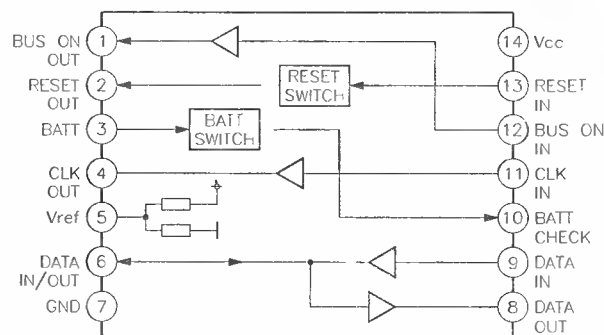 BUS ON
OUT
1
14
Vcc
RESET
OUT
2
RESET
SWITCH
13
RESET
IN
BATT
3
BATT
SWITCH
12
BUS ON
IN
CLK
OUT
4
11
CLK
IN
Vref
5
10
BATT
CHECK
DATA
IN/OUT
6
9
DATA
IN
GND
7
8
DATA
OUT